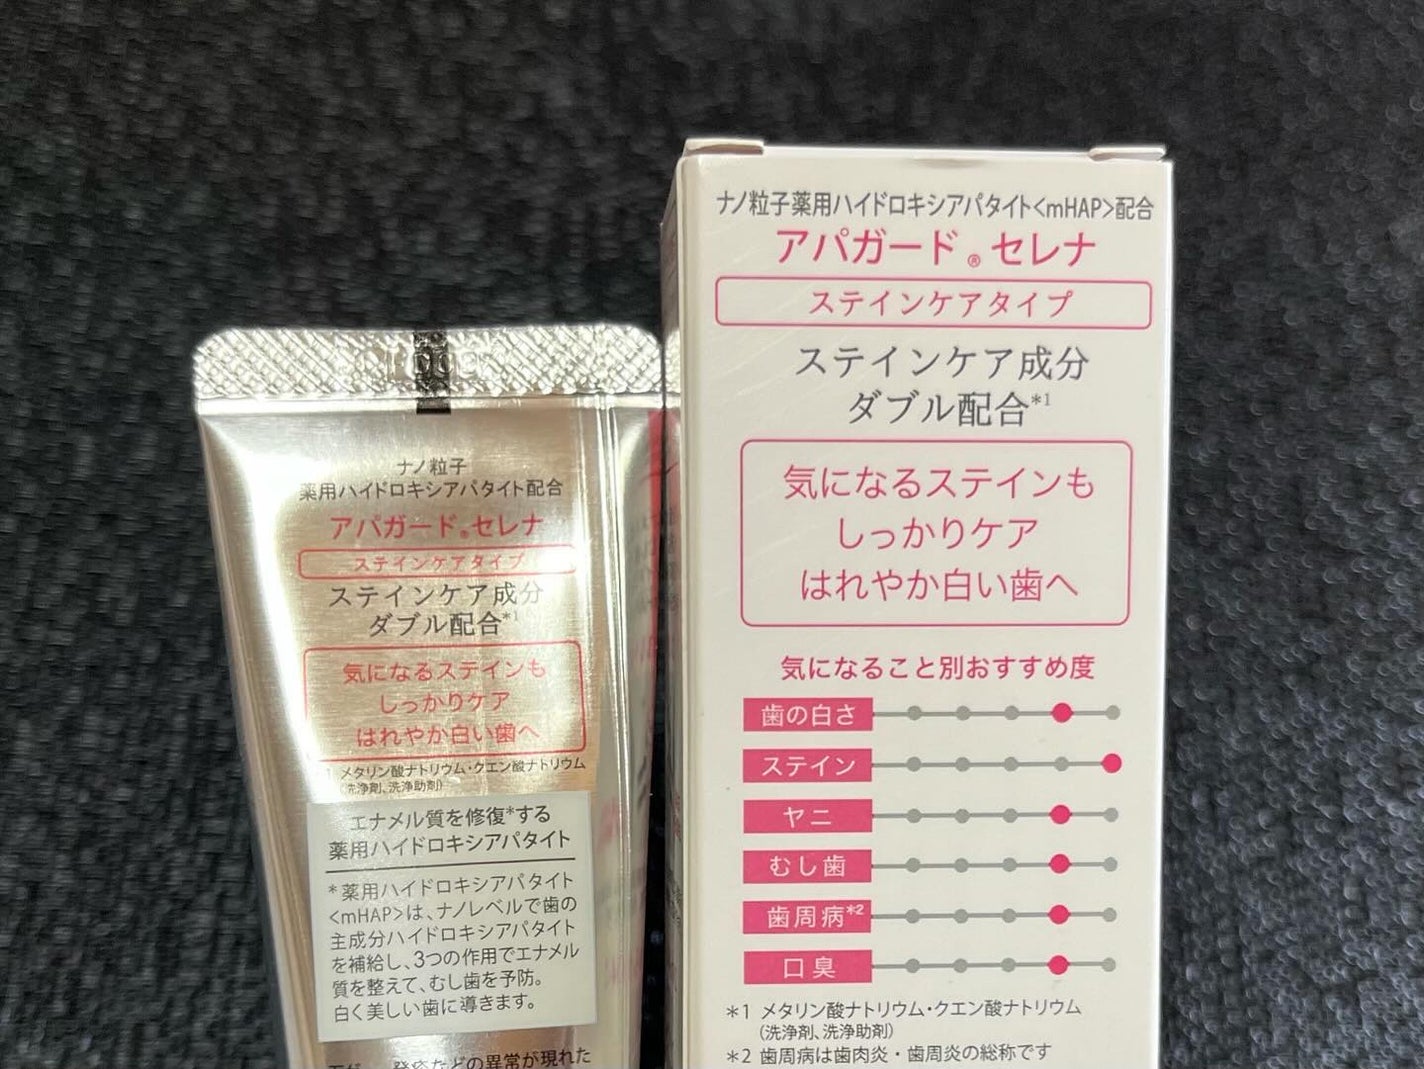 ナノ粒子
薬用ハイドロキシアパタイト配合
アパガード®セレナ
ステインケアタイプ
ステインケア成分
ダブル配合*1
気になるステインも
しっかりケア
はれやか白い歯へ
メタリン酸ナトリウム・クエン酸ナトリウム
(洗浄剤、洗浄助剤)
エナメル質を修復*する
薬用ハイドロキシアパタイト
*薬用ハイドロキシアパタイト
<mHAP>は、ナノレベルで歯の
主成分ハイドロキシアパタイト
を補給し、3つの作用でエナメル
質を整えて、むし歯を予防。
白く美しい歯に導きます。
発疹などの異常が現れた
ナノ粒子薬用ハイドロキシアパタイト<mHAP>配合
アパガード®セレナ
ステインケアタイプ
ステインケア成分
ダブル配合*1
気になるステインも
しっかりケア
はれやか白い歯へ
気になること別おすすめ度
歯の白さ
ステイン
ヤニ
むし歯
歯周病*2
口臭
*1 メタリン酸ナトリウム・クエン酸ナトリウム
(洗浄剤、洗浄助剤)
*2 歯周病は歯肉炎・歯周炎の総称です